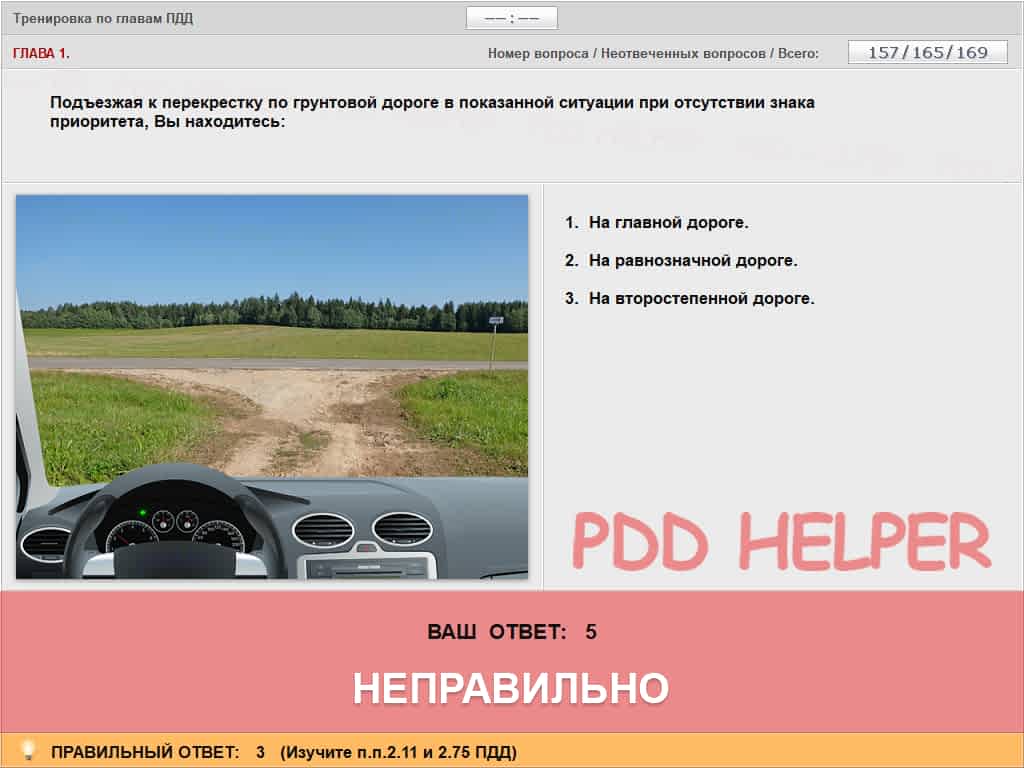 Тренировка по главам ПДД
––:––
ГЛАВА 1.
Номер вопроса / Неотвеченных вопросов / Всего:
157/165/169
Подъезжая к перекрестку по грунтовой дороге в показанной ситуации при отсутствии знака
приоритета, Вы находитесь:
1. На главной дороге.
2. На равнозначной дороге.
3. На второстепенной дороге.
PDD HELPER
ВАШ ОТВЕТ: 5
НЕПРАВИЛЬНО
ПРАВИЛЬНЫЙ ОТВЕТ: 3 (Изучите п.п.2.11 и 2.75 ПДД)